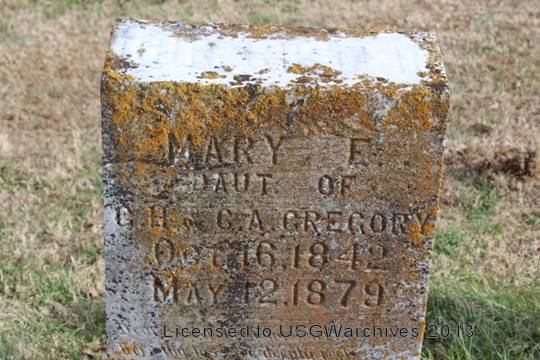 MARY E.
DAUT OF
G.H. & C.A. GREGORY
OCT. 16, 1842
MAY 12, 1879
Licensed to USGWarchives 2013